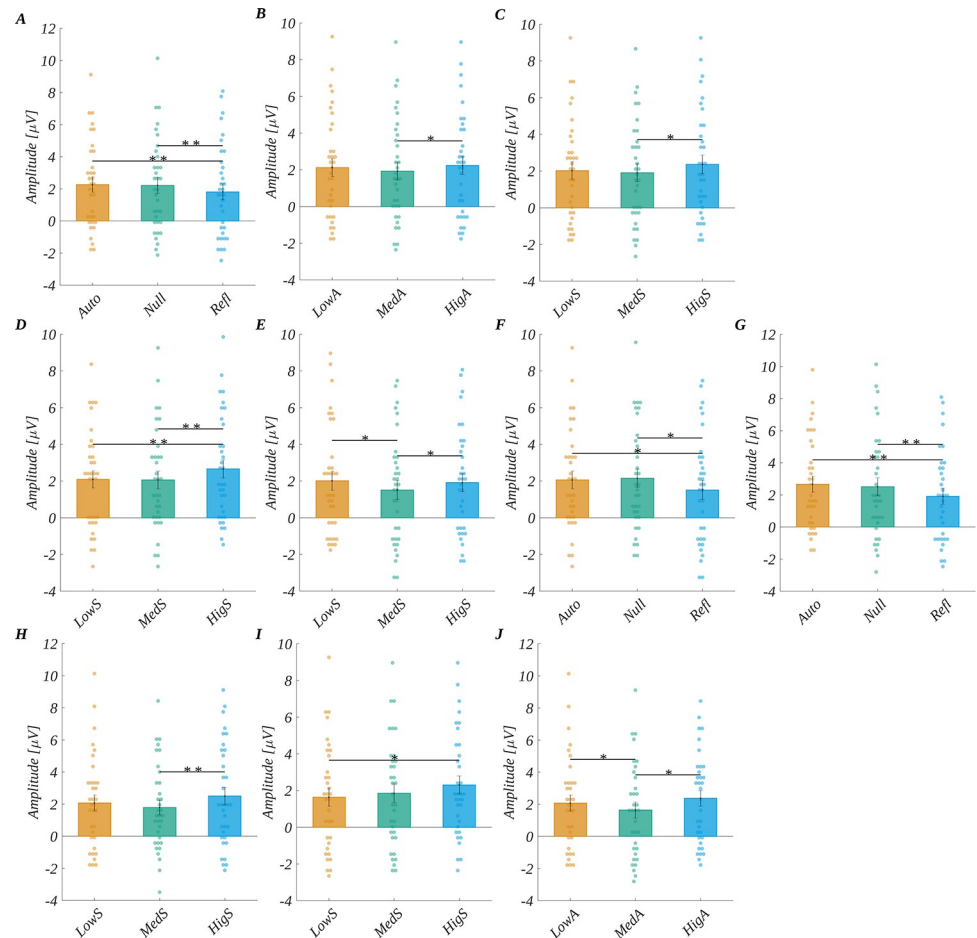 A
Amplitude [μV]
12
10
8
6
4
2
0
-2
-4
**
**
Auto
Null
Refl
B
Amplitude [μV]
10
8
6
4
2
0
-2
-4
*
LowA
MedA
HigA
C
Amplitude [μV]
10
8
6
4
2
0
-2
-4
*
LowS
MedS
HigS
D
Amplitude [μV]
10
8
6
4
2
0
-2
-4
**
**
LowS
MedS
HigS
E
Amplitude [μV]
10
8
6
4
2
0
-2
-4
*
*
LowS
MedS
HigS
F
Amplitude [μV]
10
8
6
4
2
0
-2
-4
*
*
Auto
Null
Refl
G
Amplitude [μV]
12
10
8
6
4
2
0
-2
-4
**
**
Auto
Null
Refl
H
Amplitude [μV]
12
10
8
6
4
2
0
-2
-4
**
LowS
MedS
HigS
I
Amplitude [μV]
10
8
6
4
2
0
-2
-4
*
LowS
MedS
HigS
J
Amplitude [μV]
12
10
8
6
4
2
0
-2
-4
*
*
LowA
MedA
HigA